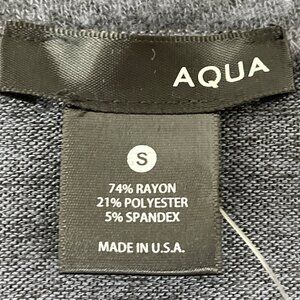 AQUA
S
74% RAYON
21% POLYESTER
5% SPANDEX
MADE IN U.S.A.